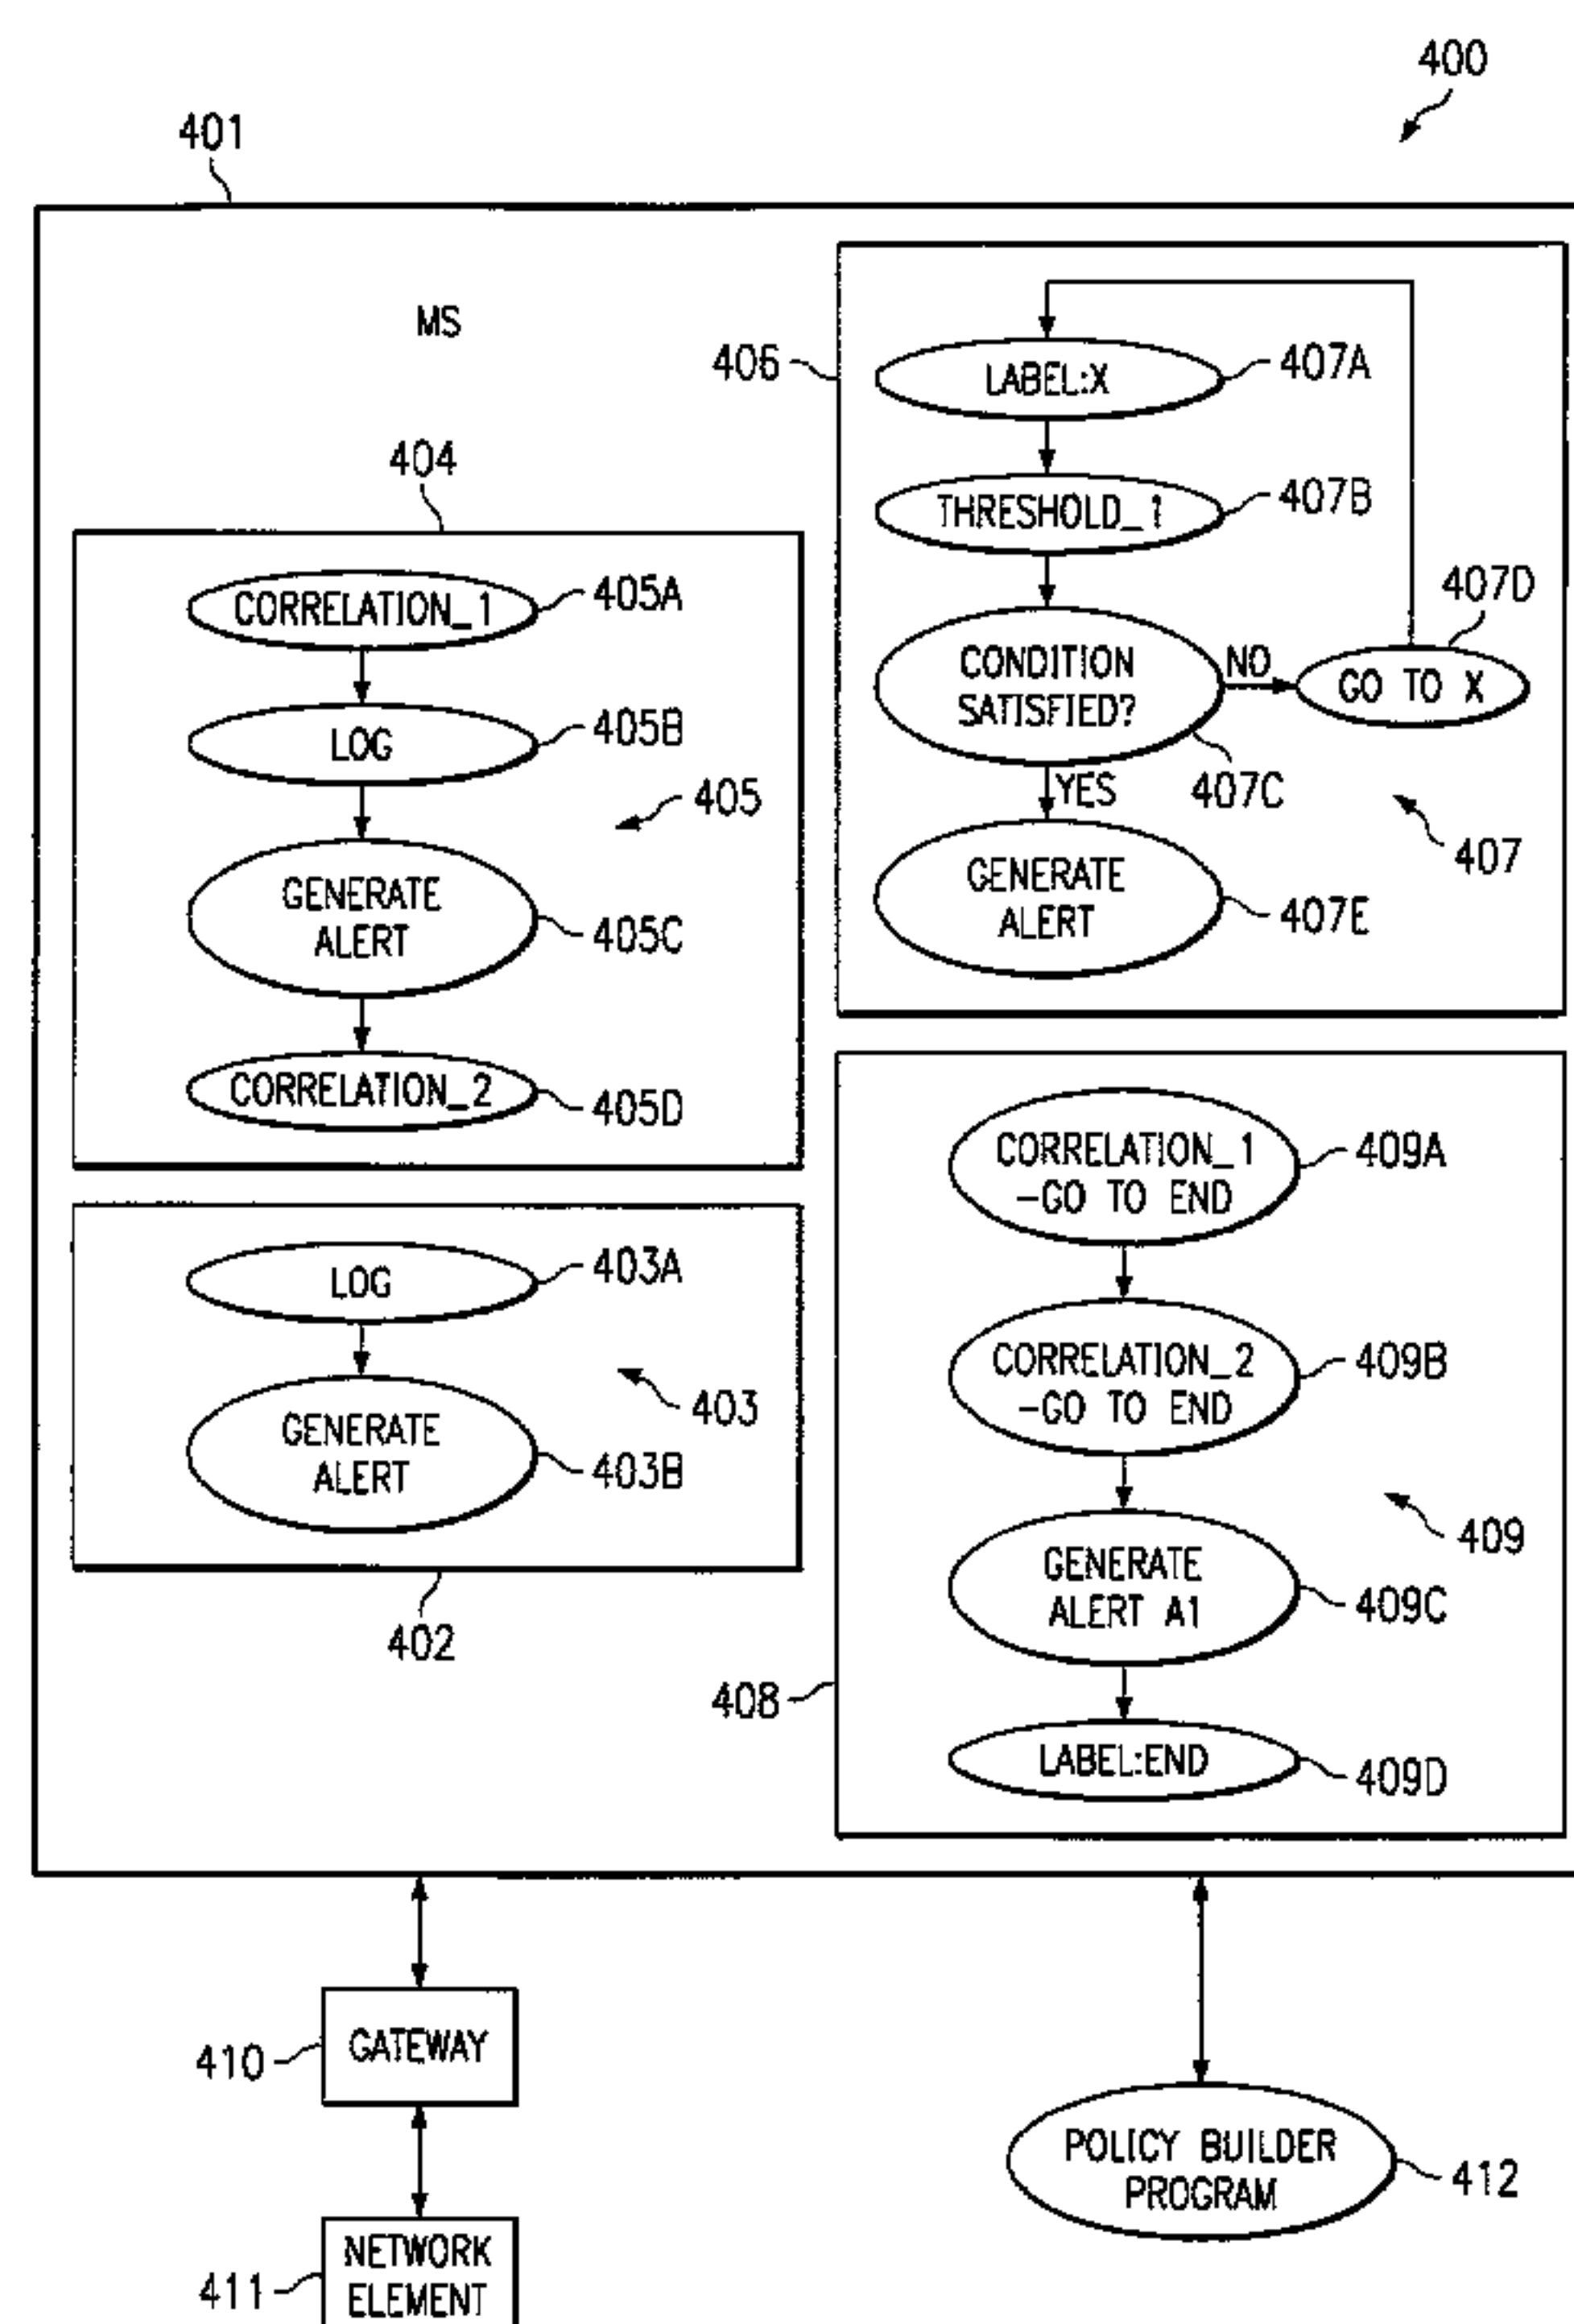 400
401
MS
406
LABEL:X
407A
THRESHOLD_1
407B
CONDITION
SATISFIED?
NO
407D
GO TO X
407C
YES
407
GENERATE
ALERT
407E
404
CORRELATION_1
405A
LOG
405B
405
GENERATE
ALERT
405C
CORRELATION_2
405D
LOG
403A
403
GENERATE
ALERT
403B
402
CORRELATION_1
-GO TO END
409A
CORRELATION_2
-GO TO END
409B
409
GENERATE
ALERT A1
409C
408
LABEL:END
409D
410
GATEWAY
411
NETWORK
ELEMENT
POLICY BUILDER
PROGRAM
412